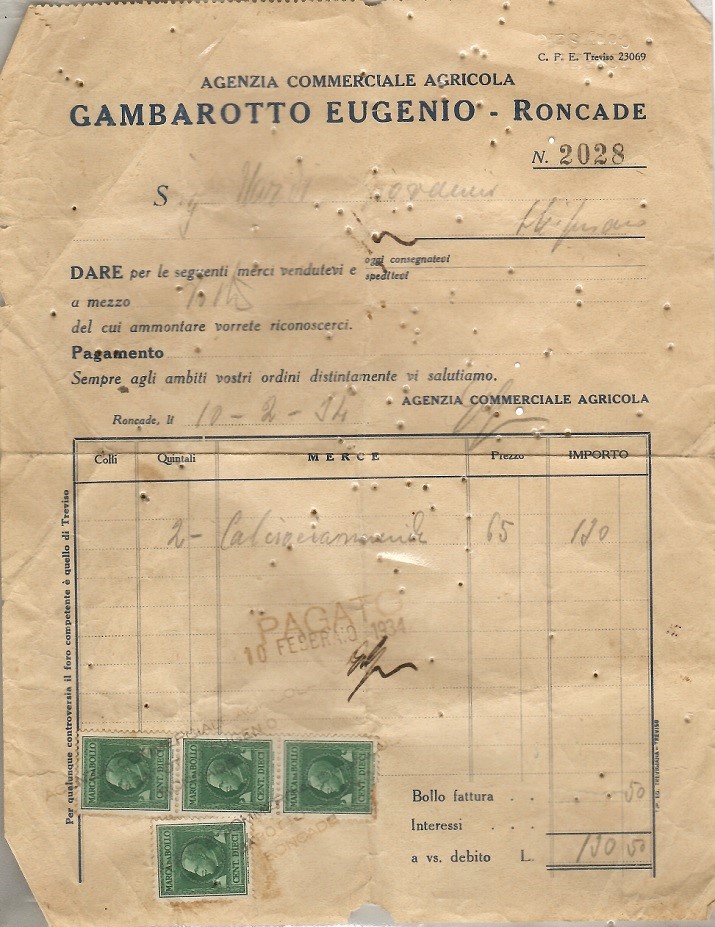 C. P. E. Treviso 23069
AGENZIA COMMERCIALE AGRICOLA
GAMBAROTTO EUGENIO - RONCADE
N. 2028
S
DARE per le seguenti merci vendutevi e oggi consegnatevi
speditevi
a mezzo
del cui ammontare vorrete riconoscerci.
Pagamento
Sempre agli ambiti vostri ordini distintamente vi salutiamo.
AGENZIA COMMERCIALE AGRICOLA
Roncade, li 10-2-34
Colli Quintali MERCE Prezzo IMPORTO
2- 65 130
PAGATO
10 FEBBRAIO 1934
Per qualunque controversia il foro competente è quello di Treviso
MARCA DA BOLLO CENT. DIECI
MARCA DA BOLLO CENT. DIECI
MARCA DA BOLLO CENT. DIECI
MARCA DA BOLLO CENT. DIECI
RONCADE
Bollo fattura . . . . 50
Interessi . . .
a vs. debito L. 130 50